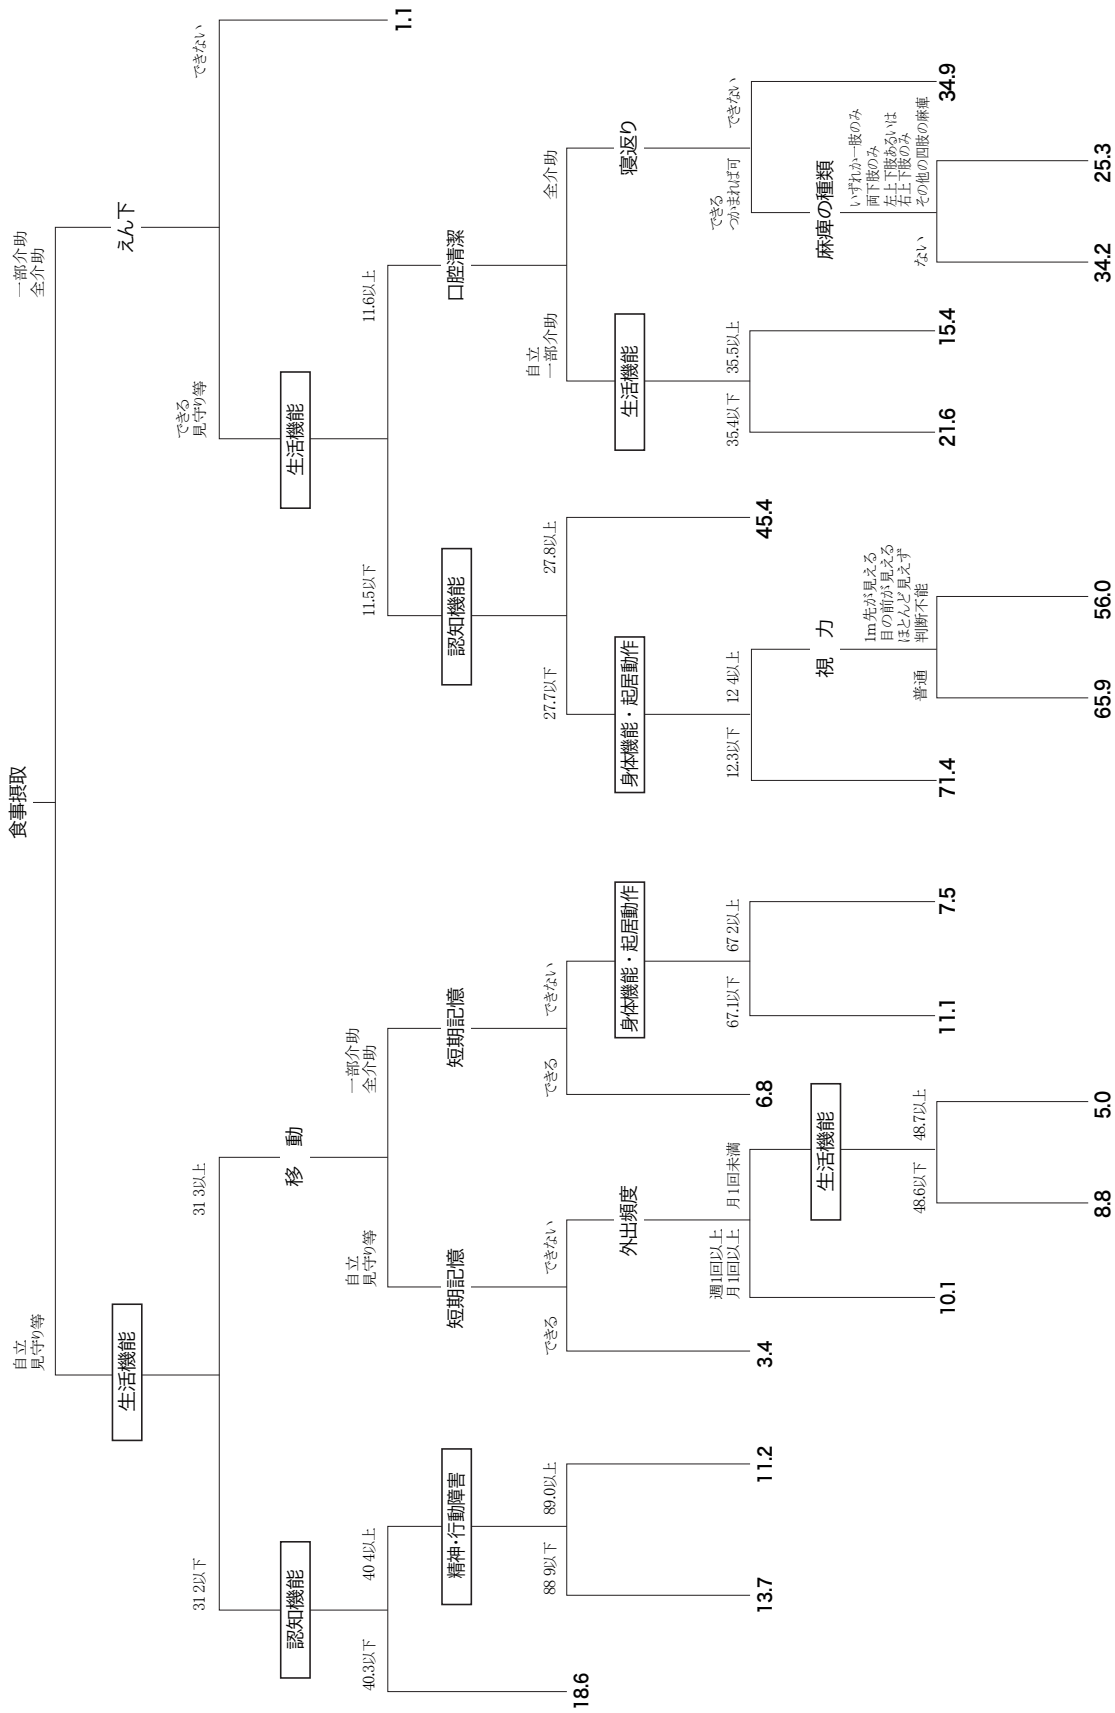 食事摂取
自立
見守り等
一部介助
全介助
生活機能
えん下
31 2以下
31 3以上
できる
見守り等
できない
認知機能
移 動
生活機能
1.1
40.3以下
40 4以上
自立
見守り等
一部介助
全介助
11.5以下
11.6以上
精神・行動障害
短期記憶
短期記憶
認知機能
口腔清潔
88 9以下
89.0以上
できる
できない
できる
できない
27.7以下
27.8以上
自立
一部介助
全介助
18.6
外出頻度
身体機能・起居動作
身体機能・起居動作
生活機能
寝返り
週1回以上
月1回以上
月1回未満
67.1以下
67 2以上
12.3以下
12 4以上
35.4以下
35.5以上
できる
つかまれば可
できない
13.7
11.2
3.4
6.8
45.4
生活機能
視 力
麻痺の種類
48.6以下
48.7以上
普通
1m先が見える
目の前が見える
ほとんど見えず
判断不能
ない
いずれか一肢のみ
両下肢のみ
左上下肢あるいは
右上下肢のみ
その他の四肢の麻痺
10.1
11.1
7.5
71.4
21.6
15.4
34.9
8.8
5.0
65.9
56.0
34.2
25.3